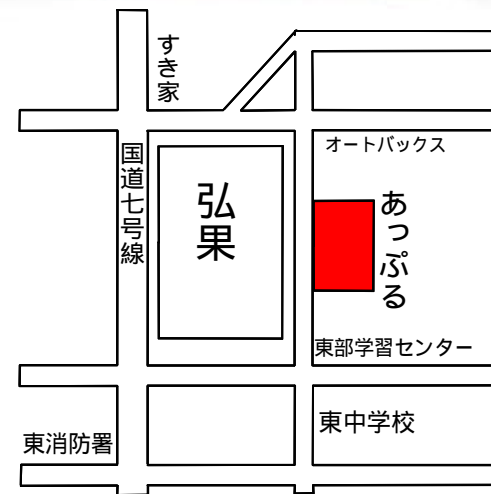 すき家
国道七号線
オートバックス
弘果
あっぷる
東部学習センター
東中学校
東消防署